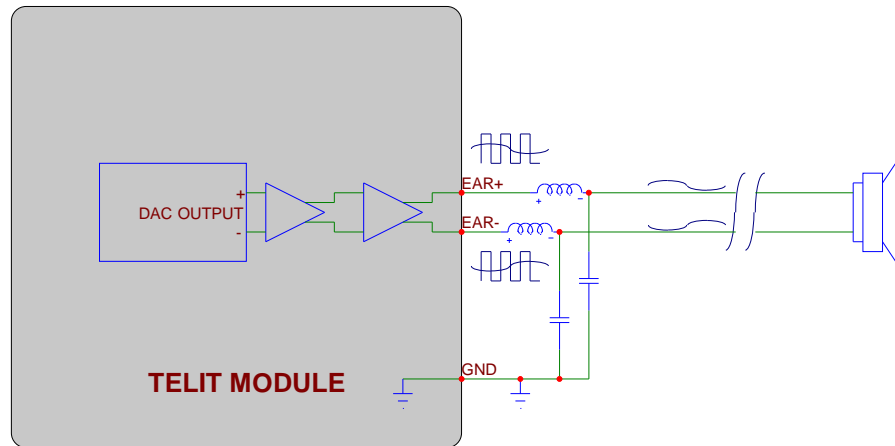 EAR+
+
DAC OUTPUT
-
+
-
EAR-
+
-
GND
TELIT MODULE